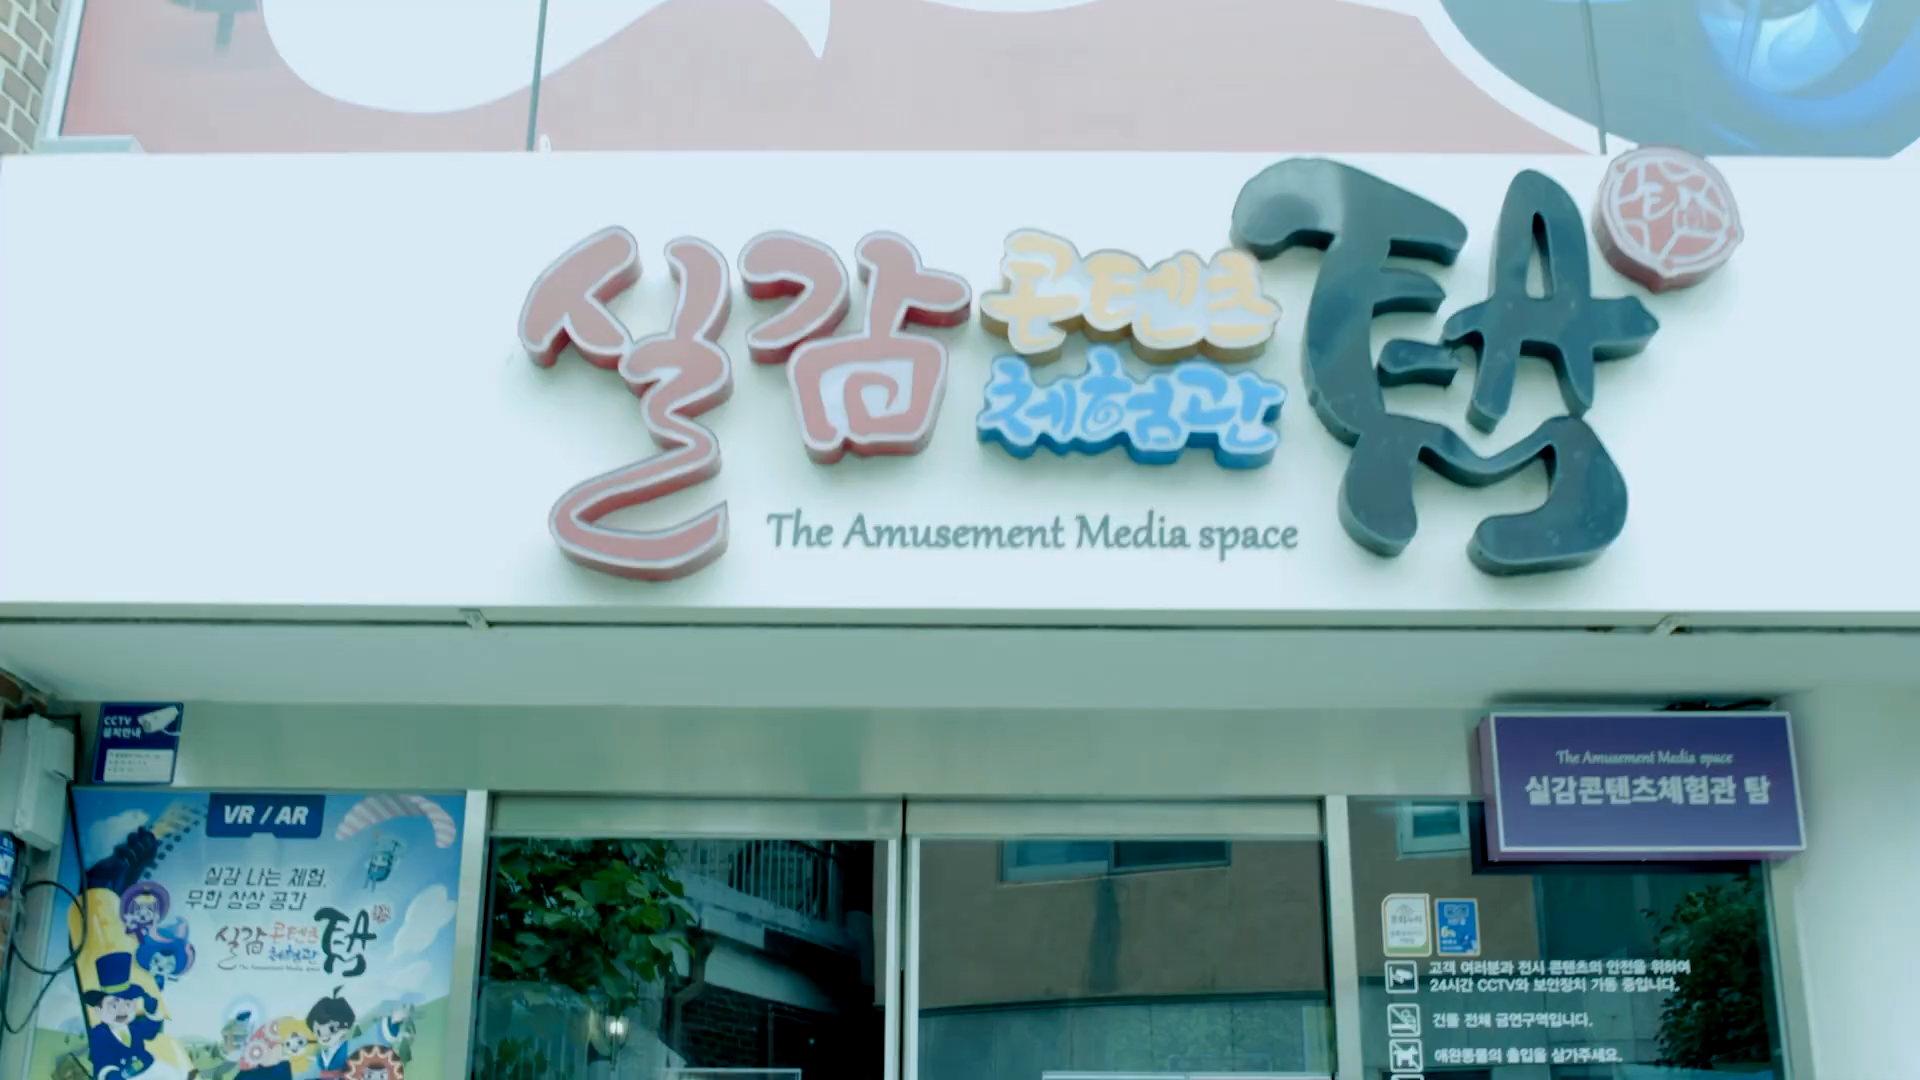 실감 콘텐츠 체험관 탐
The Amusement Media space
CCTV
설치안내
The Amusement Media space
실감콘텐츠체험관 탐
VR / AR
실감 나는 체험,
무한 상상 공간
실감 콘텐츠 체험관 탐
The Amusement Media space
고객 여러분과 전시 콘텐츠의 안전을 위하여
24시간 CCTV와 보안장치 가동 중입니다.
건물 전체 금연구역입니다.
애완동물의 출입을 삼가주세요.